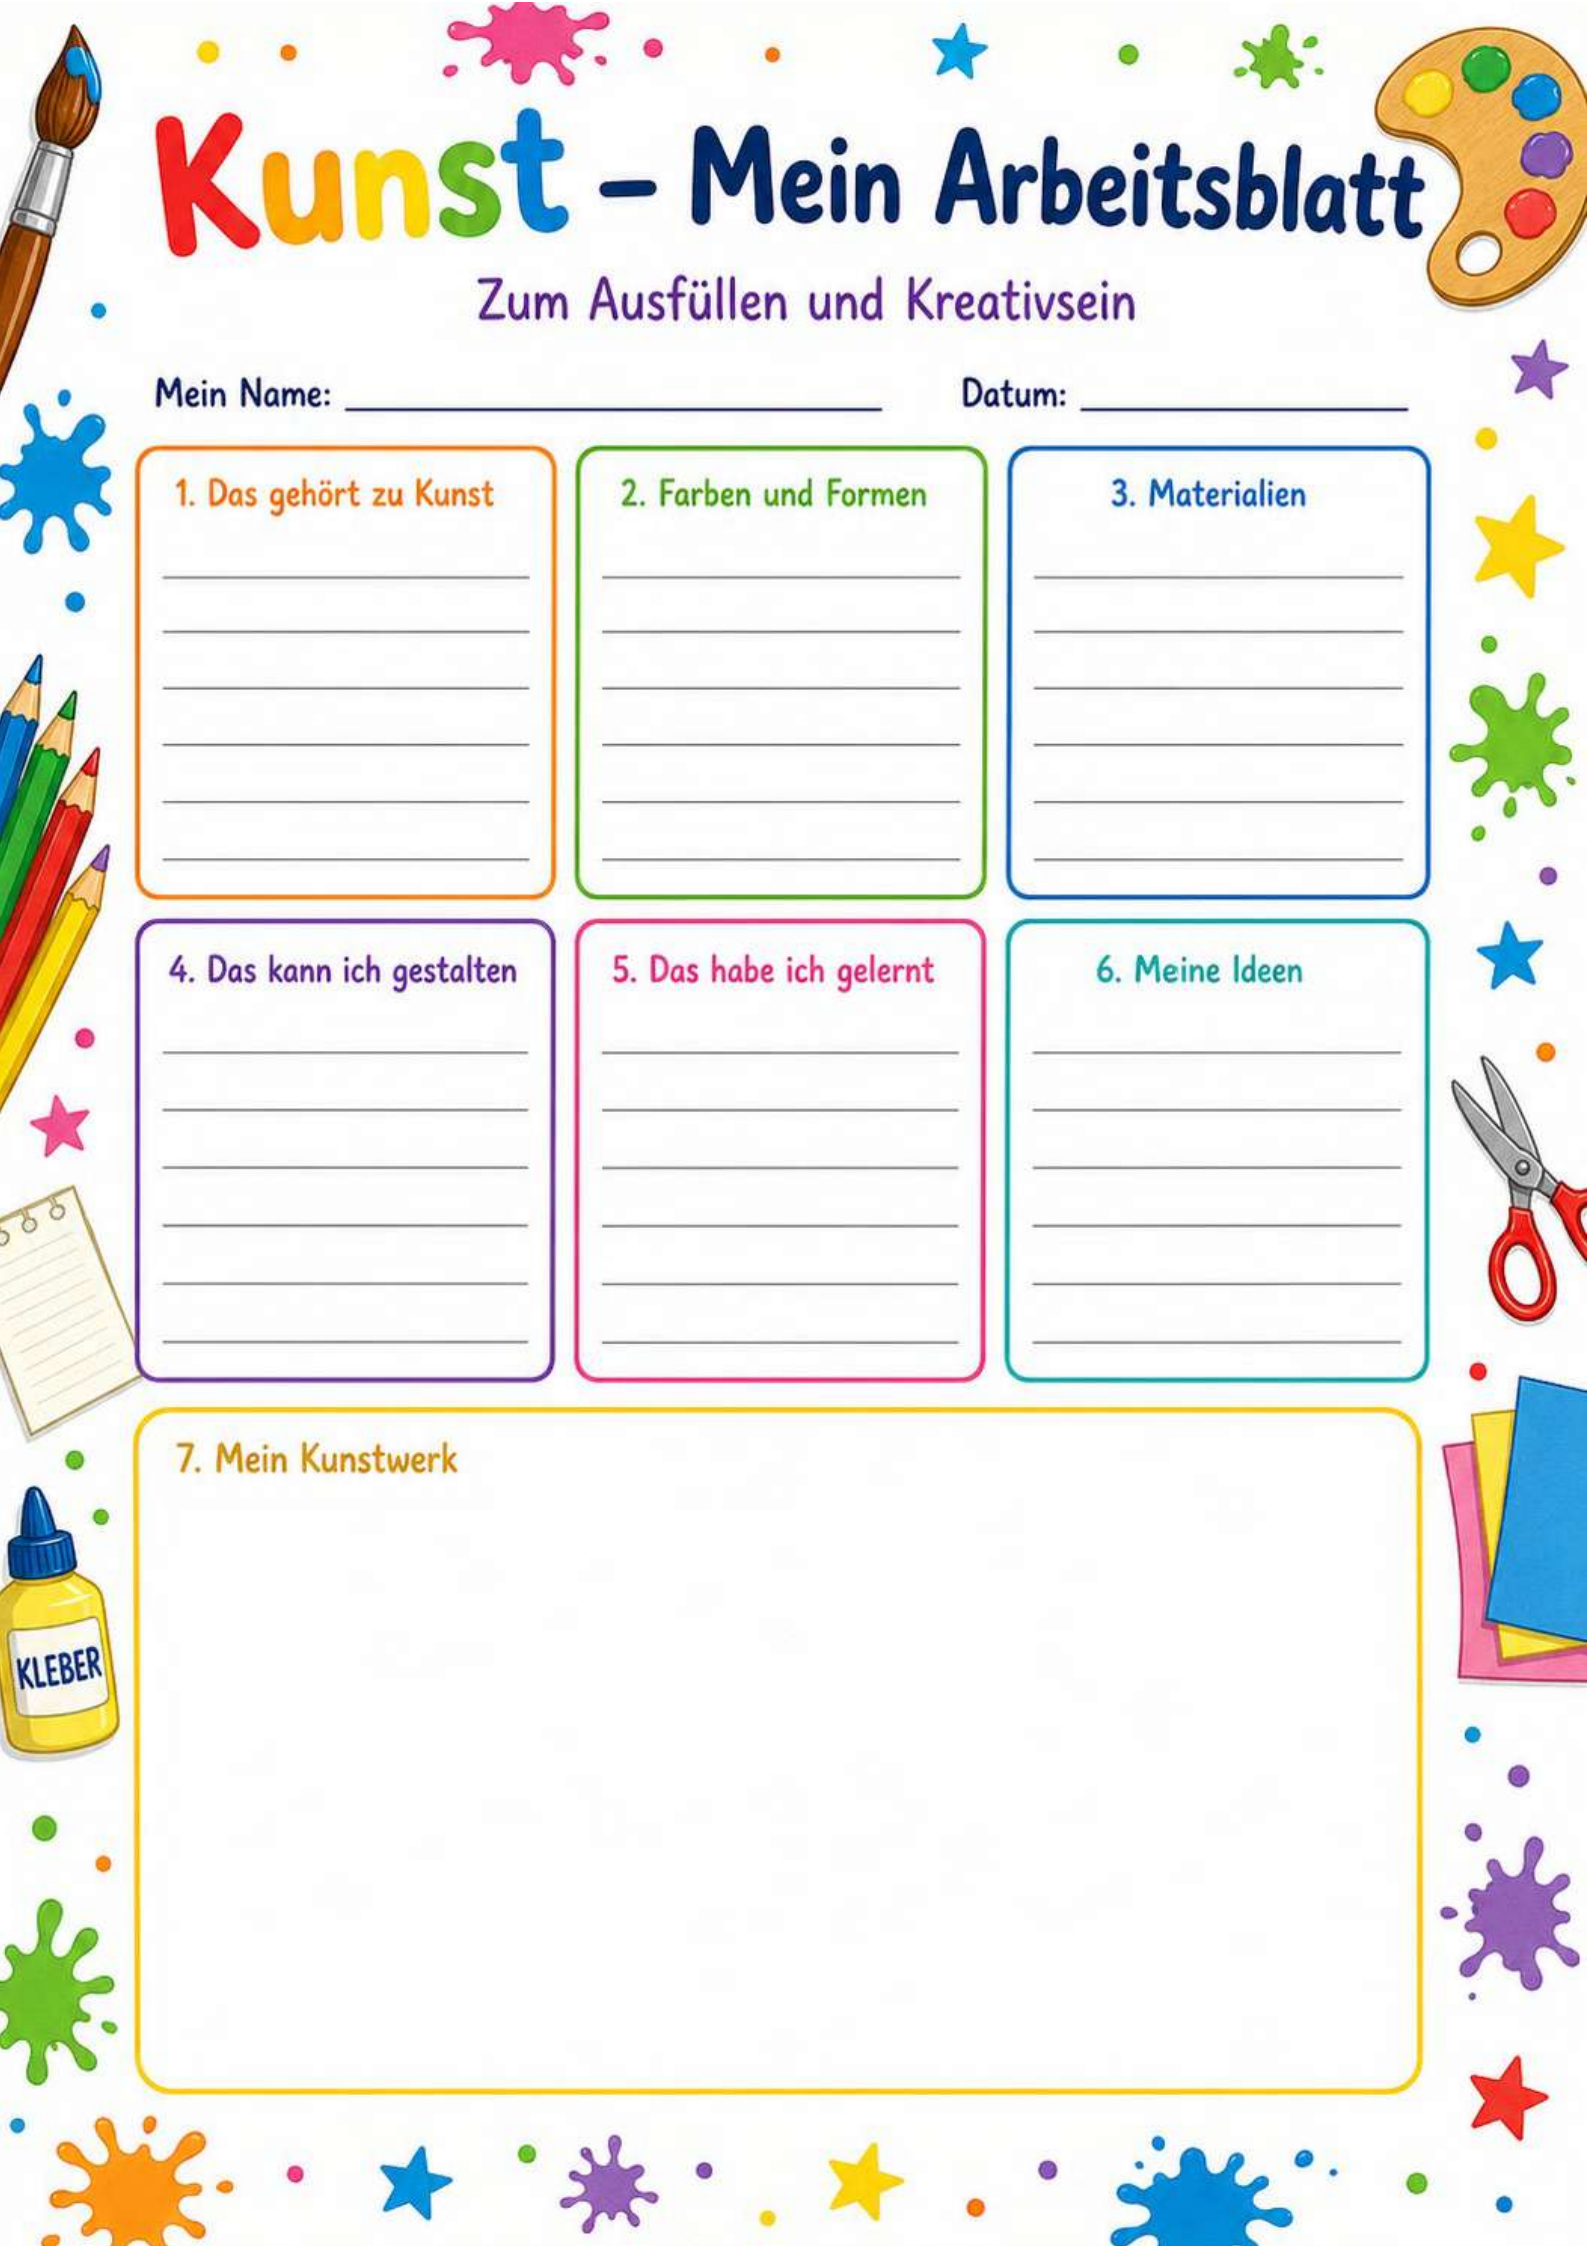 Kunst – Mein Arbeitsblatt
Zum Ausfüllen und Kreativsein
Mein Name:
Datum:
1. Das gehört zu Kunst
2. Farben und Formen
3. Materialien
4. Das kann ich gestalten
5. Das habe ich gelernt
6. Meine Ideen
7. Mein Kunstwerk
KLEBER